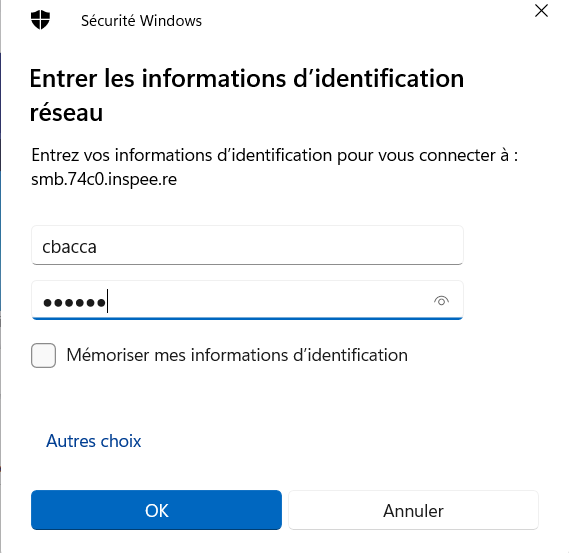 Sécurité Windows
Entrer les informations d’identification
réseau
Entrez vos informations d’identification pour vous connecter à :
smb.74c0.inspee.re
cbacca
●●●●●●
Mémoriser mes informations d’identification
Autres choix
OK
Annuler